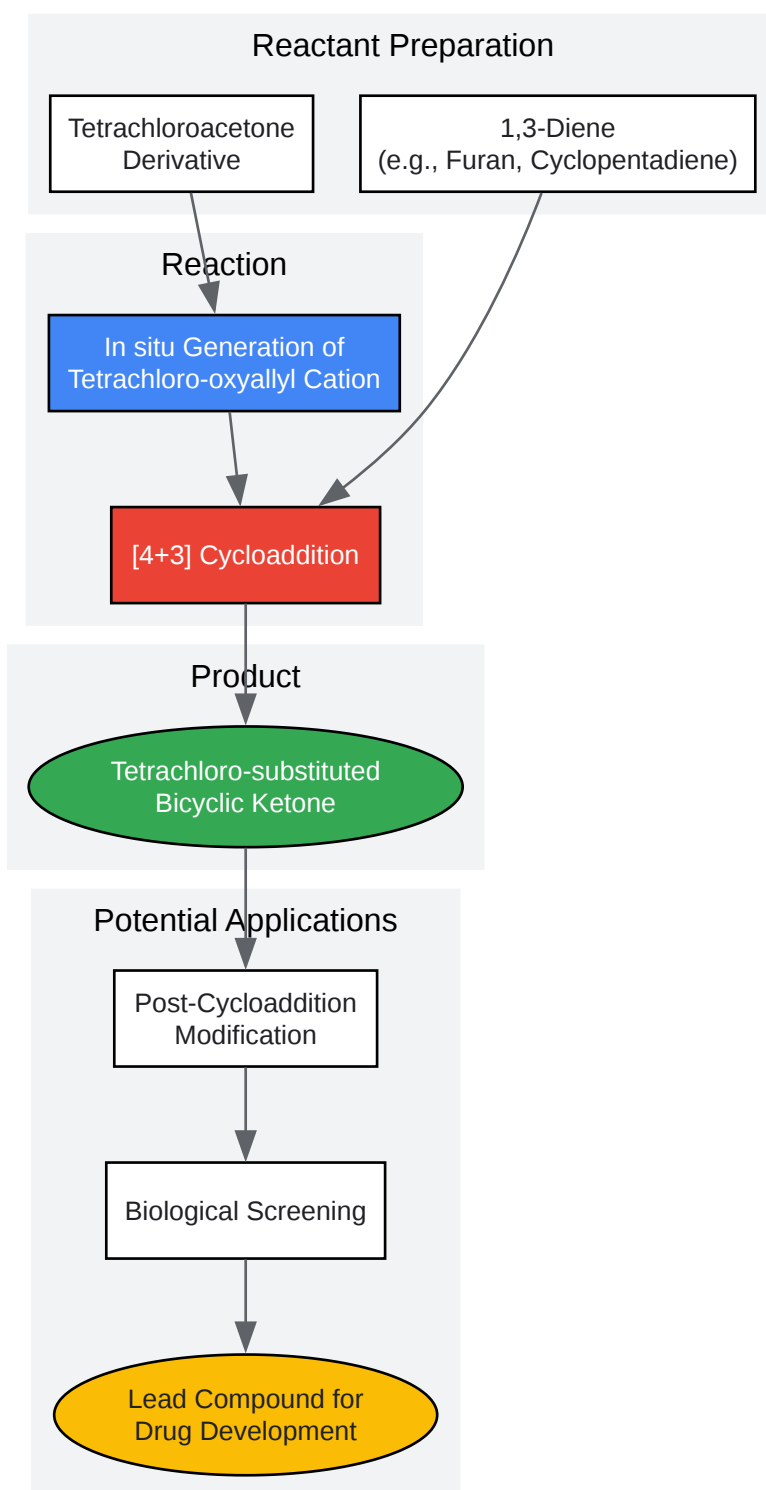 Reactant Preparation
Tetrachloroacetone
Derivative
1,3-Diene
(e.g., Furan, Cyclopentadiene)
Reaction
In situ Generation of
Tetrachloro-oxyallyl Cation
[4+3] Cycloaddition
Product
Tetrachloro-substituted
Bicyclic Ketone
Potential Applications
Post-Cycloaddition
Modification
Biological Screening
Lead Compound for
Drug Development